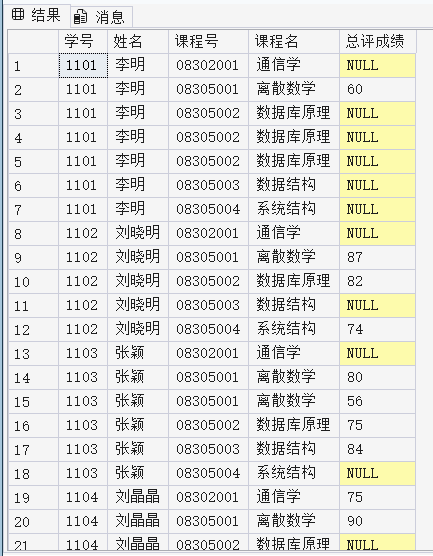 结果 消息
学号 姓名 课程号 课程名 总评成绩
1 1101 李明 08302001 通信学 NULL
2 1101 李明 08305001 离散数学 60
3 1101 李明 08305002 数据库原理 NULL
4 1101 李明 08305002 数据库原理 NULL
5 1101 李明 08305002 数据库原理 NULL
6 1101 李明 08305003 数据结构 NULL
7 1101 李明 08305004 系统结构 NULL
8 1102 刘晓明 08302001 通信学 NULL
9 1102 刘晓明 08305001 离散数学 87
10 1102 刘晓明 08305002 数据库原理 82
11 1102 刘晓明 08305003 数据结构 NULL
12 1102 刘晓明 08305004 系统结构 74
13 1103 张颖 08302001 通信学 NULL
14 1103 张颖 08305001 离散数学 80
15 1103 张颖 08305001 离散数学 56
16 1103 张颖 08305002 数据库原理 75
17 1103 张颖 08305003 数据结构 84
18 1103 张颖 08305004 系统结构 NULL
19 1104 刘晶晶 08302001 通信学 75
20 1104 刘晶晶 08305001 离散数学 90
21 1104 刘晶晶 08305002 数据库原理 NULL